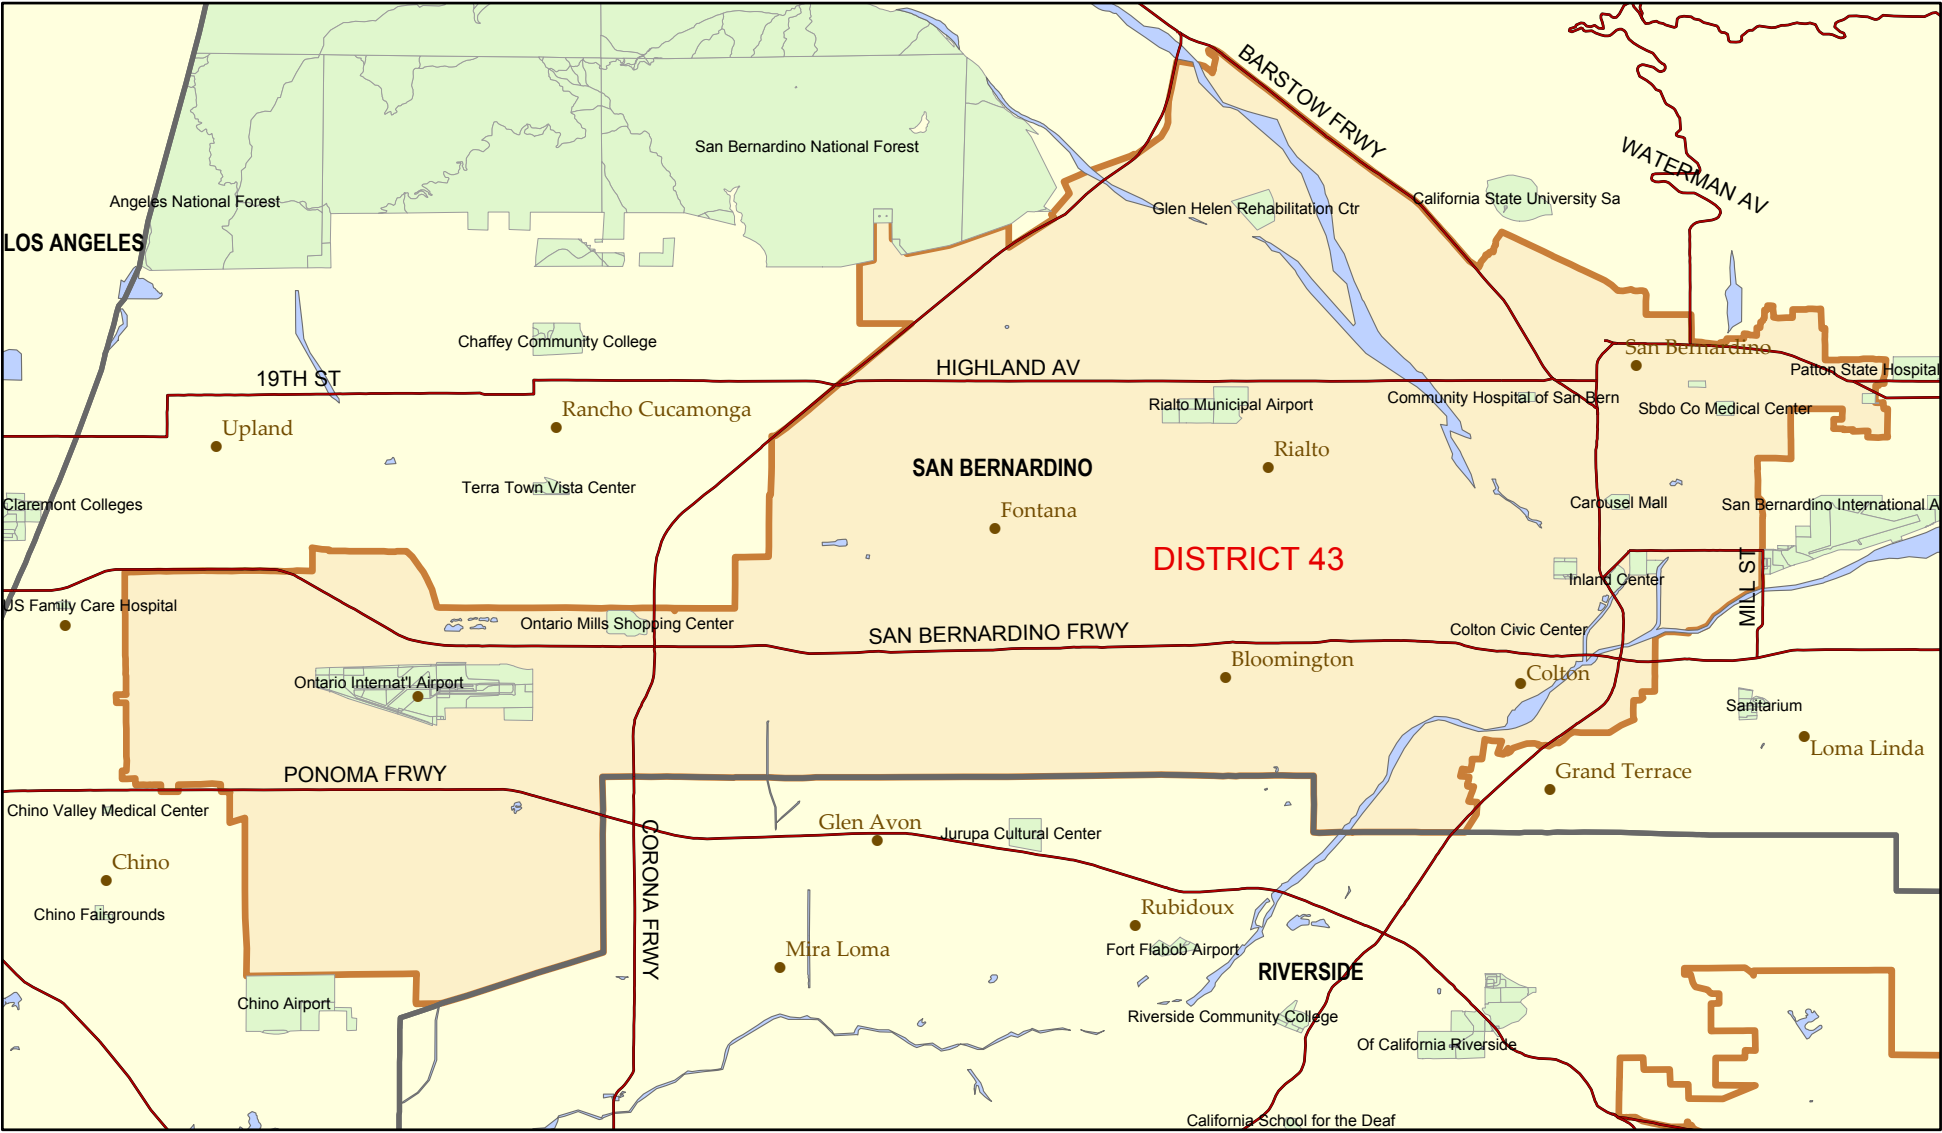 BARSTOW FRWY
San Bernardino National Forest
WATERMAN AV
Angeles National Forest
Glen Helen Rehabilitation Ctr
California State University Sa
LOS ANGELES
Chaffey Community College
San Bernardino
19TH ST
HIGHLAND AV
Patton State Hospital
Rancho Cucamonga
Rialto Municipal Airport
Community Hospital of San Bern
Sbdo Co Medical Center
Upland
Rialto
SAN BERNARDINO
Terra Town Vista Center
Claremont Colleges
Fontana
Carousel Mall
San Bernardino International A
DISTRICT 43
Inland Center
MILL ST
US Family Care Hospital
Ontario Mills Shopping Center
SAN BERNARDINO FRWY
Colton Civic Center
Bloomington
Colton
Ontario Internat'l Airport
Sanitarium
Loma Linda
PONOMA FRWY
Grand Terrace
Chino Valley Medical Center
Glen Avon
Jurupa Cultural Center
CORONA FRWY
Chino
Chino Fairgrounds
Rubidoux
Mira Loma
Fort Flabob Airport
RIVERSIDE
Chino Airport
Riverside Community College
Of California Riverside
California School for the Deaf